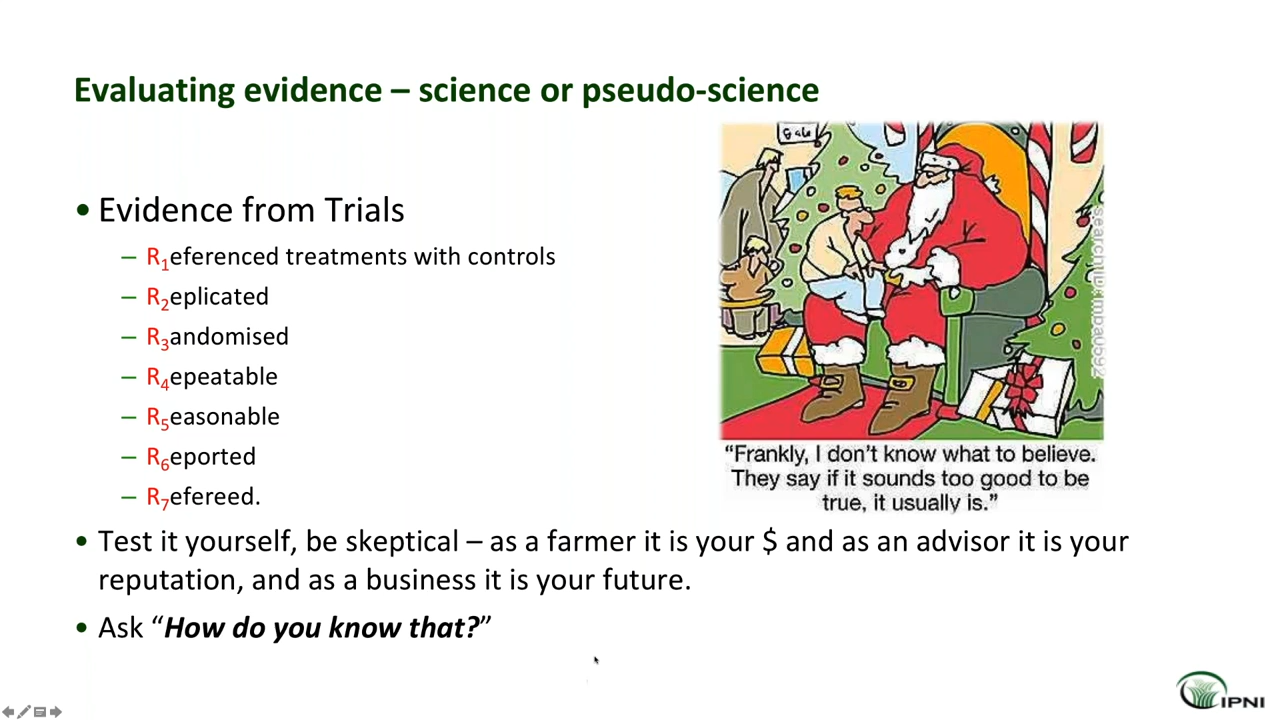 Evaluating evidence – science or pseudo-science
• Evidence from Trials
– R₁eferenced treatments with controls
– R₂eplicated
– R₃andomised
– R₄epeatable
– R₅easonable
– R₆eported
– R₇efereed.
• Test it yourself, be skeptical – as a farmer it is your $ and as an advisor it is your
reputation, and as a business it is your future.
• Ask “How do you know that?”
“Frankly, I don’t know what to believe.
They say if it sounds too good to be
true, it usually is.”
IPNI